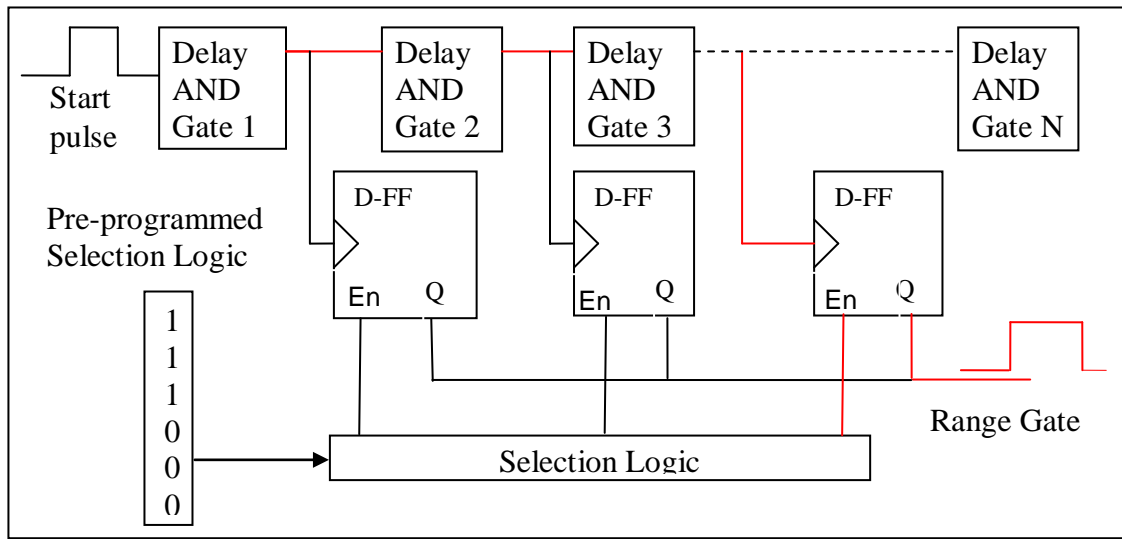 Delay
AND
Gate 1
Delay
AND
Gate 2
Delay
AND
Gate 3
Delay
AND
Gate N
Start
pulse
D-FF
En Q
D-FF
En Q
D-FF
En Q
Pre-programmed
Selection Logic
1
1
1
0
0
0
Selection Logic
Range Gate